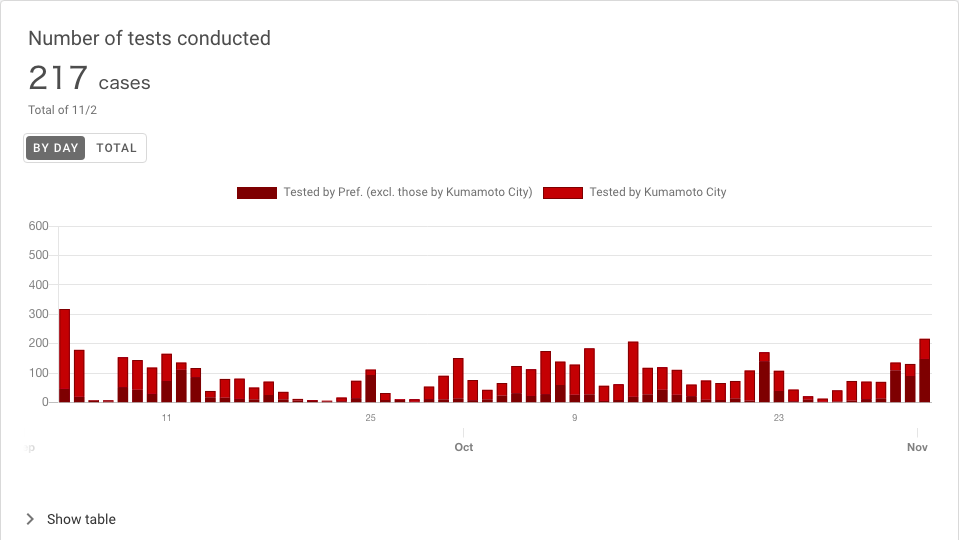 Number of tests conducted
217 cases
Total of 11/2
BY DAY TOTAL
Tested by Pref. (excl. those by Kumamoto City) Tested by Kumamoto City
600
500
400
300
200
100
0
11 25 9 23
p Oct Nov
Show table